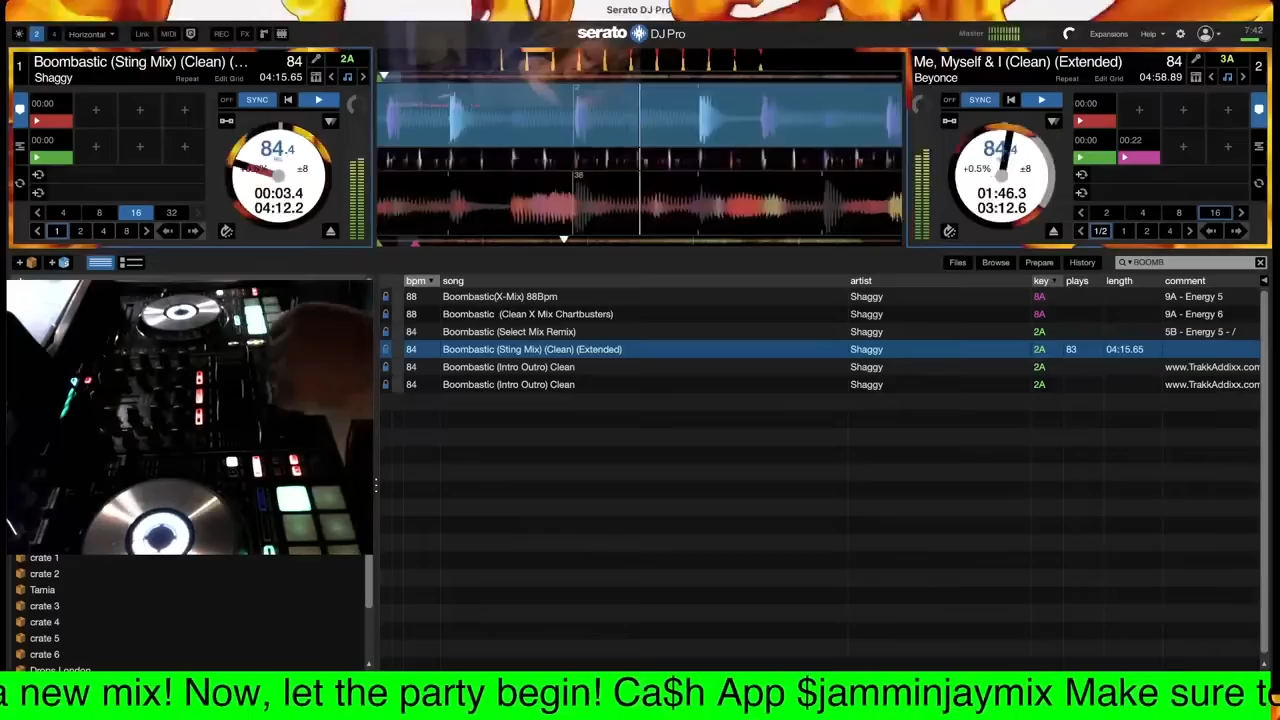 Serato DJ Pro
2 4 Horizontal Link MIDI REC FX
serato DJ Pro
Master Expansions Help 7:42
1 Boombastic (Sting Mix) (Clean) (... 84 2A
Shaggy Repeat Edit Grid 04:15.65
00:00 + + +
00:00 + + +
OFF SYNC
84.4
±8
00:03.4
04:12.2
4 8 16 32
1 2 4 8
2
38
Me, Myself & I (Clean) (Extended) 84 3A
Beyonce Repeat Edit Grid 04:58.89 2
OFF SYNC
84.4
+0.5% ±8
01:46.3
03:12.6
00:00 + + +
00:00 00:22 + +
2 4 8 16
1/2 1 2 4
Files Browse Prepare History BOOMB
bpm song artist key plays length comment
88 Boombastic(X-Mix) 88Bpm Shaggy 8A 9A - Energy 5
88 Boombastic (Clean X Mix Chartbusters) Shaggy 8A 9A - Energy 6
84 Boombastic (Select Mix Remix) Shaggy 2A 5B - Energy 5 - /
84 Boombastic (Sting Mix) (Clean) (Extended) Shaggy 2A 83 04:15.65
84 Boombastic (Intro Outro) Clean Shaggy 2A www.TrakkAddixx.com
84 Boombastic (Intro Outro) Clean Shaggy 2A www.TrakkAddixx.com
crate 1
crate 2
Tamia
crate 3
crate 4
crate 5
crate 6
Drops London
a new mix! Now, let the party begin! Ca$h App $jamminjaymix Make sure to